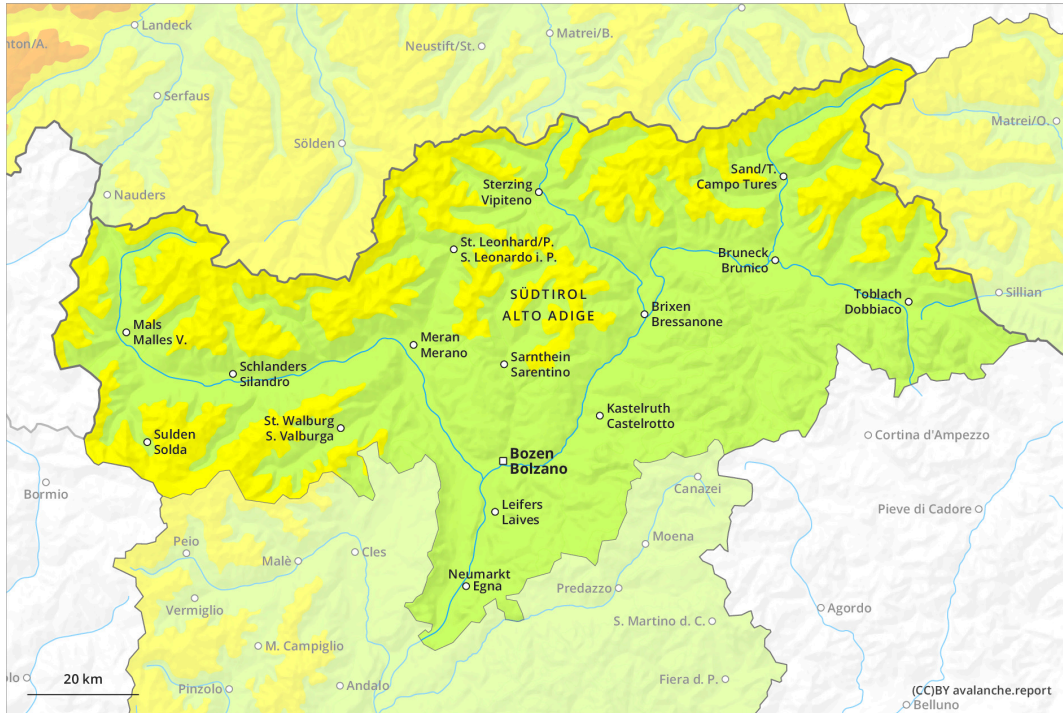 Landeck
nton/A.
Neustift/St.
Matrei/B.
Serfaus
Sölden
Matrei/O.
Nauders
Sand/T.
Campo Tures
Sterzing
Vipiteno
St. Leonhard/P.
S. Leonardo i. P.
Bruneck
Brunico
SÜDTIROL
ALTO ADIGE
Toblach
Dobbiaco
Sillian
Brixen
Bressanone
Mals
Malles V.
Meran
Merano
Schlanders
Silandro
Sarnthein
Sarentino
Kastelruth
Castelrotto
St. Walburg
S. Valburga
Sulden
Solda
Cortina d'Ampezzo
Bozen
Bolzano
Bormio
Canazei
Leifers
Laives
Pieve di Cadore
Peio
Malè
Cles
Moena
Neumarkt
Egna
Predazzo
Vermiglio
Agordo
S. Martino d. C.
M. Campiglio
olo
20 km
Pinzolo
Andalo
Fiera d. P.
(CC)BY avalanche.report
Belluno